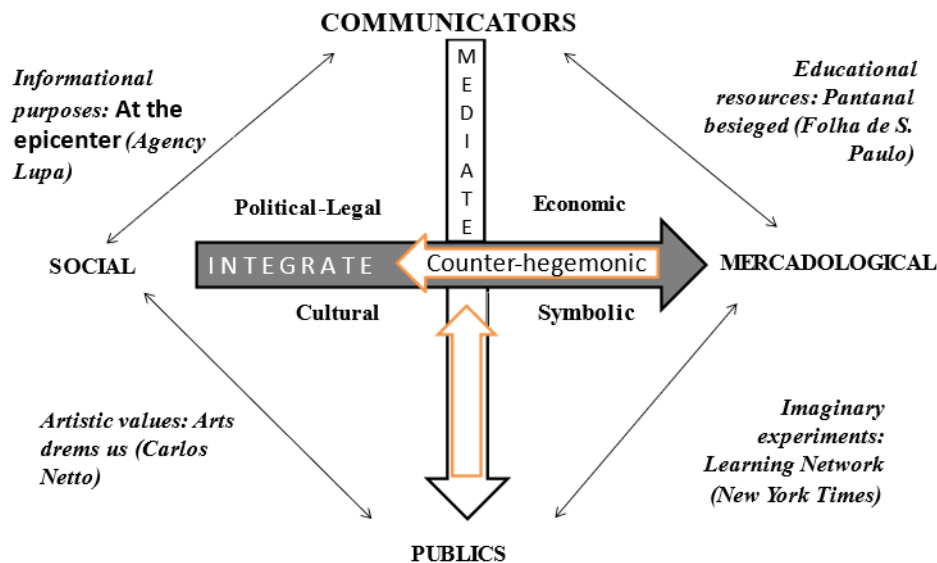 COMMUNICATORS
Informational
purposes: At the
epicenter (Agency
Lupa)
MEDIATE
Educational
resources: Pantanal
besieged (Folha de S.
Paulo)
Political-Legal
Economic
SOCIAL
INTEGRATE
Counter-hegemonic
MERCADOLOGICAL
Cultural
Symbolic
Artistic values: Arts
drems us (Carlos
Netto)
Imaginary
experiments:
Learning Network
(New York Times)
PUBLICS